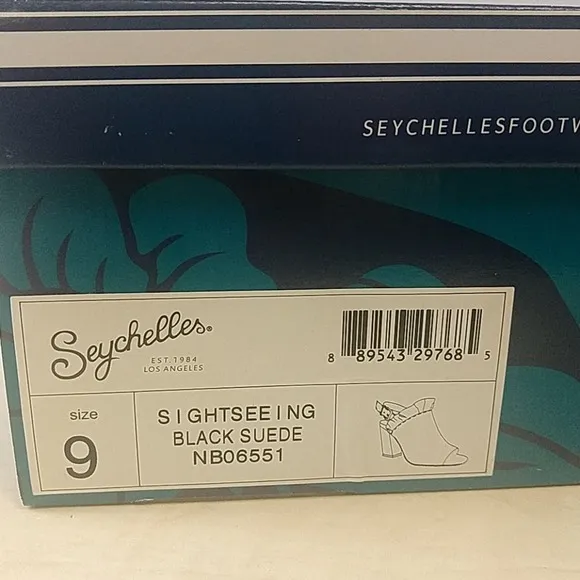 SEYCHELLESFOOTW
Seychelles®
EST. 1984
LOS ANGELES
8 89543 29768 5
size
9
SIGHTSEEING
BLACK SUEDE
NB06551